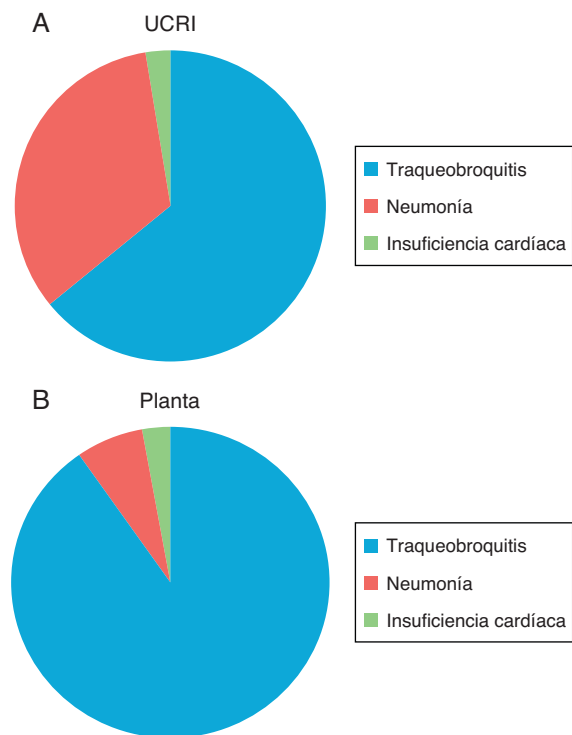 A
UCRI
Traqueobroquitis
Neumonía
Insuficiencia cardíaca
B
Planta
Traqueobroquitis
Neumonía
Insuficiencia cardíaca